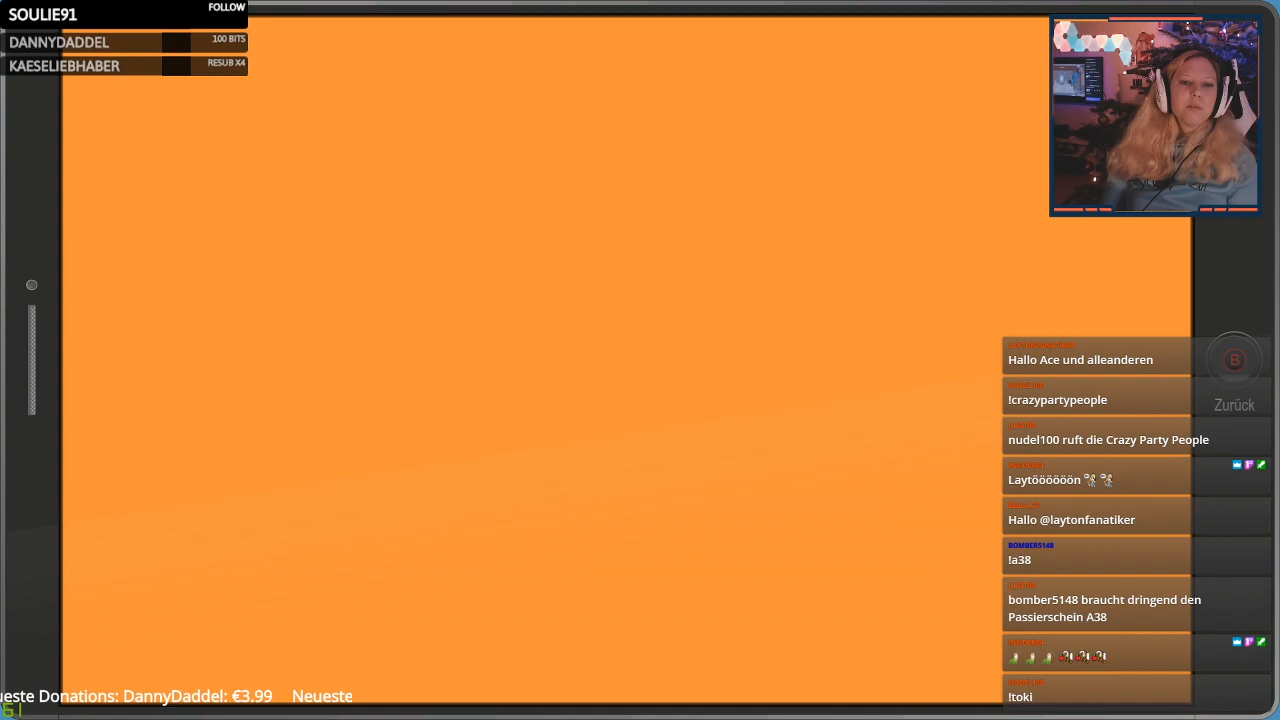 SOULIE91 FOLLOW
DANNYDADDEL 100 BITS
KAESELIEBHABER RESUB X4
Hallo Ace und alleanderen
!crazypartypeople
nudel100 ruft die Crazy Party People
Laytöööööön
Hallo @laytonfanatiker
BOMBER5148
!a38
bomber5148 braucht dringend den
Passierschein A38
!toki
B
Zurück
ueste Donations: DannyDaddel: €3.99 Neueste